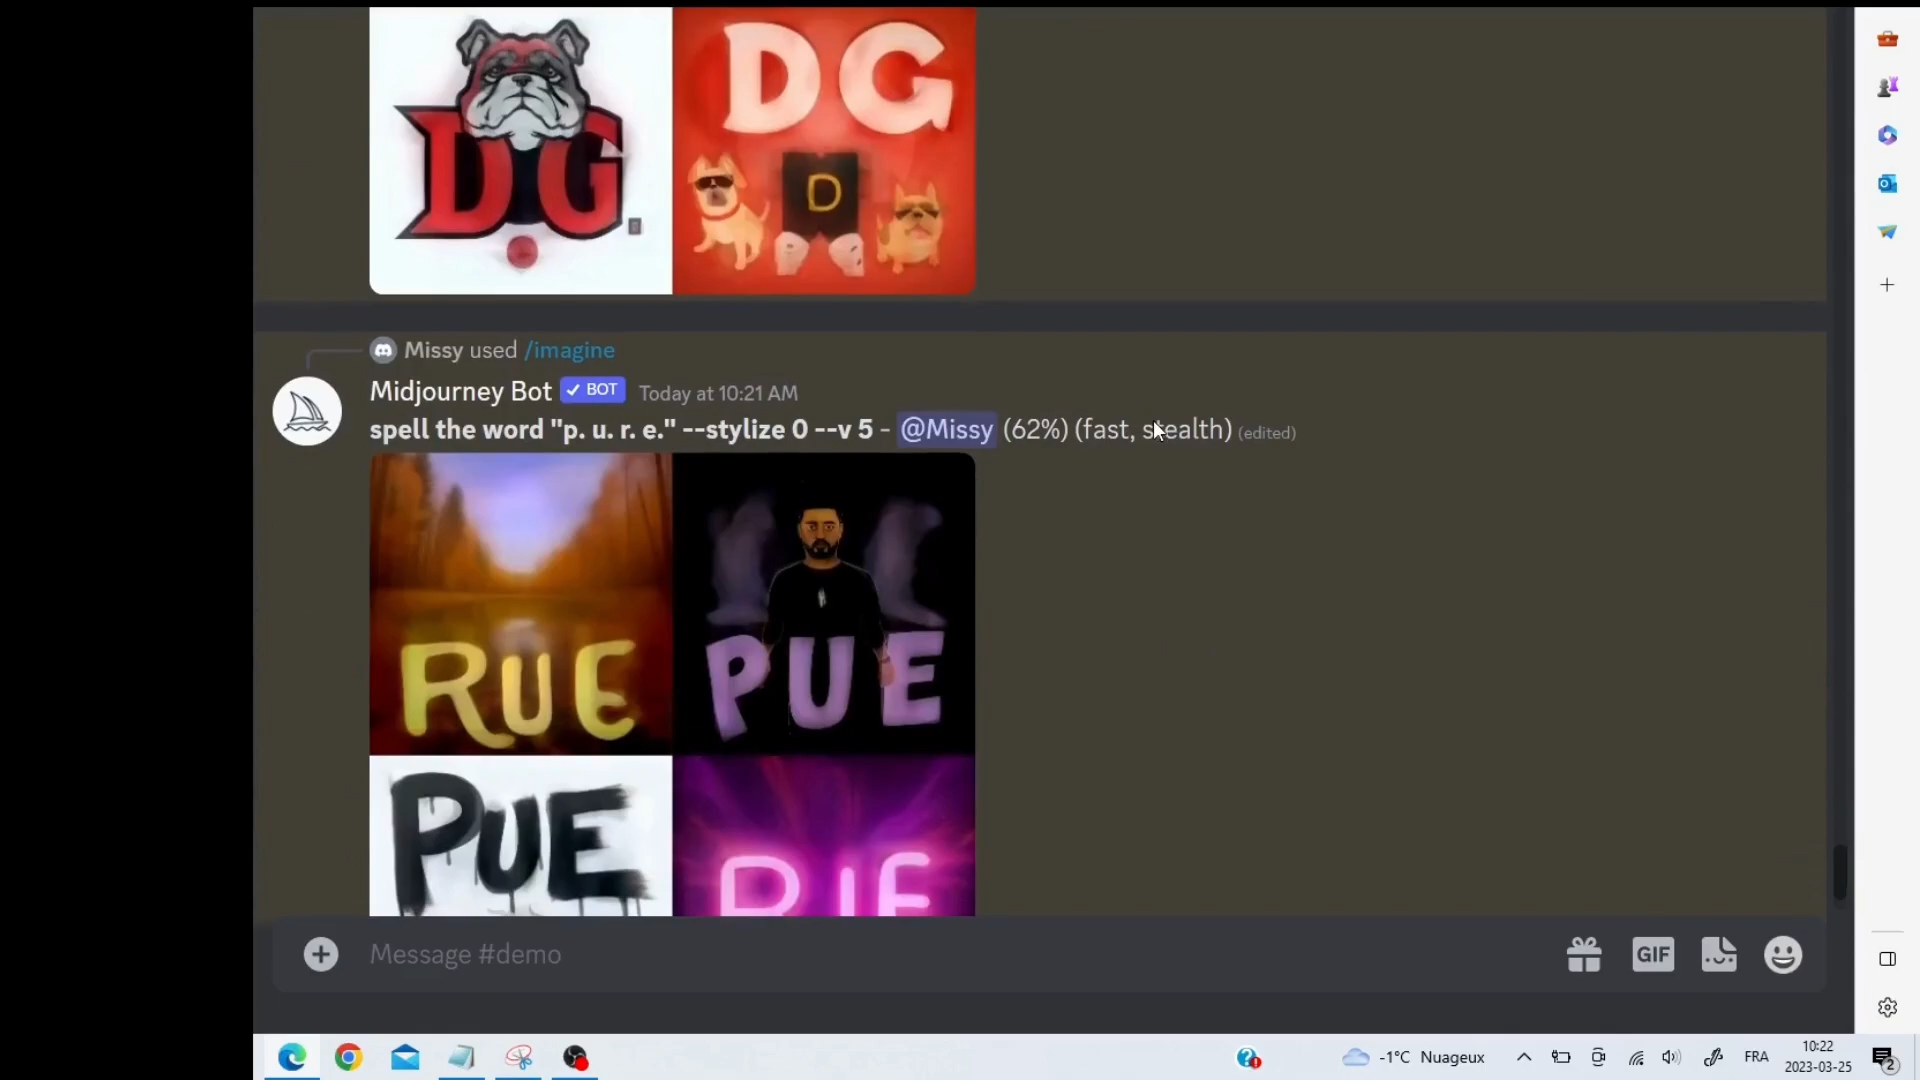 DG.
DG
D
Missy used /imagine
Midjourney Bot ✓ BOT Today at 10:21 AM
spell the word "p. u. r. e." --stylize 0 --v 5 - @Missy (62%) (fast, stealth) (edited)
RUE
PUE
PUE
Message #demo
GIF
-1°C Nuageux
FRA
10:22
2023-03-25
2